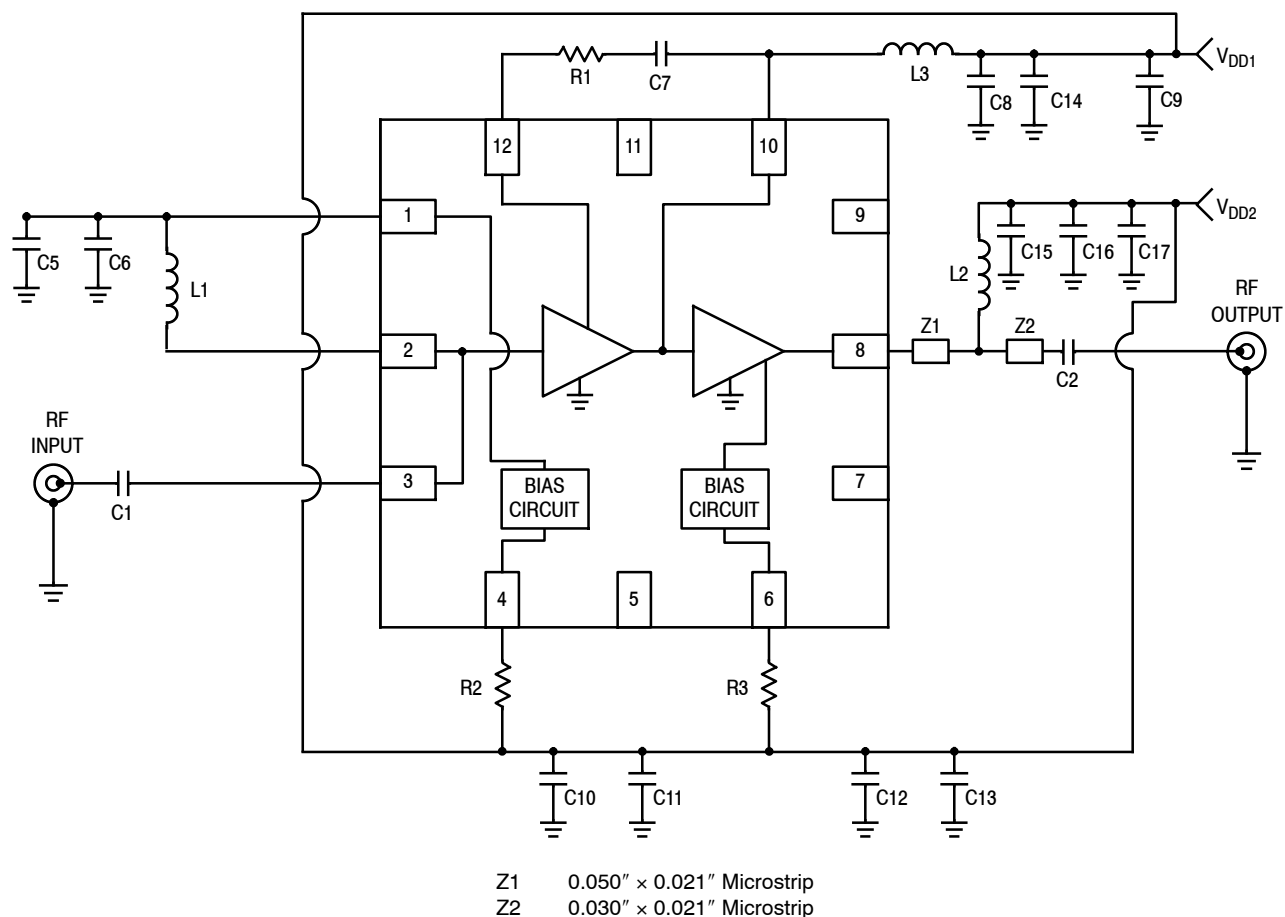 R1
C7
L3
C8
C14
C9
VDD1
12
11
10
1
9
VDD2
C5
C6
L1
C15
C16
C17
L2
RF
OUTPUT
2
8
Z1
Z2
C2
RF
INPUT
C1
3
BIAS
CIRCUIT
BIAS
CIRCUIT
7
4
5
6
R2
R3
C10
C11
C12
C13
Z1 0.050″ × 0.021″ Microstrip
Z2 0.030″ × 0.021″ Microstrip